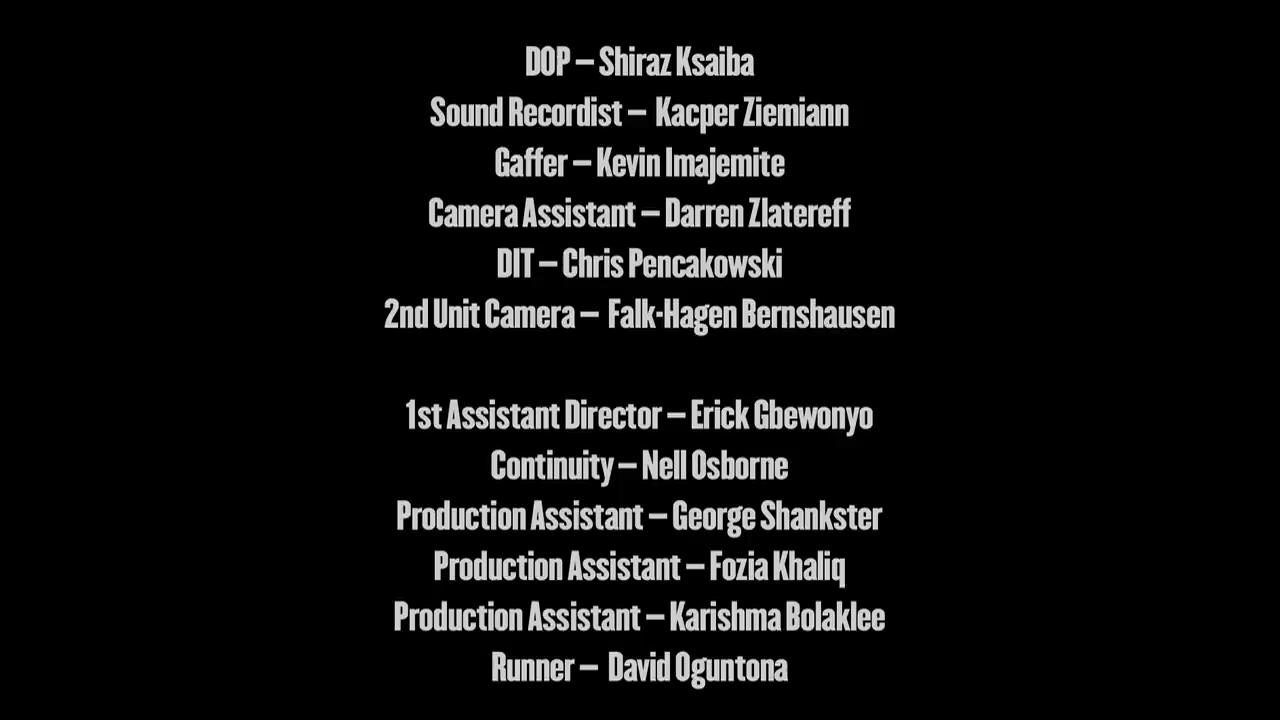 DOP – Shiraz Ksaiba
Sound Recordist – Kacper Ziemiann
Gaffer – Kevin Imajemite
Camera Assistant – Darren Zlatereff
DIT – Chris Pencakowski
2nd Unit Camera – Falk-Hagen Bernshausen
1st Assistant Director – Erick Gbewonyo
Continuity – Nell Osborne
Production Assistant – George Shankster
Production Assistant – Fozia Khaliq
Production Assistant – Karishma Bolaklee
Runner – David Oguntona